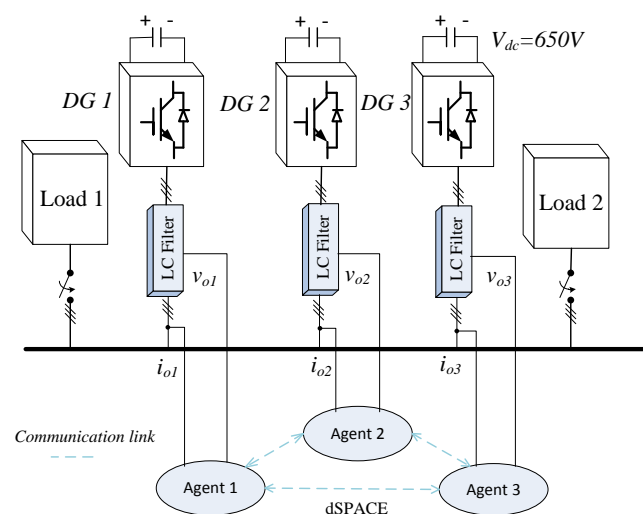 + -
+ -
+ -
V_dc=650V
DG 1
DG 2
DG 3
Load 1
Load 2
LC Filter
LC Filter
LC Filter
v_o1
v_o2
v_o3
i_o1
i_o2
i_o3
Communication link
Agent 2
Agent 1
Agent 3
dSPACE